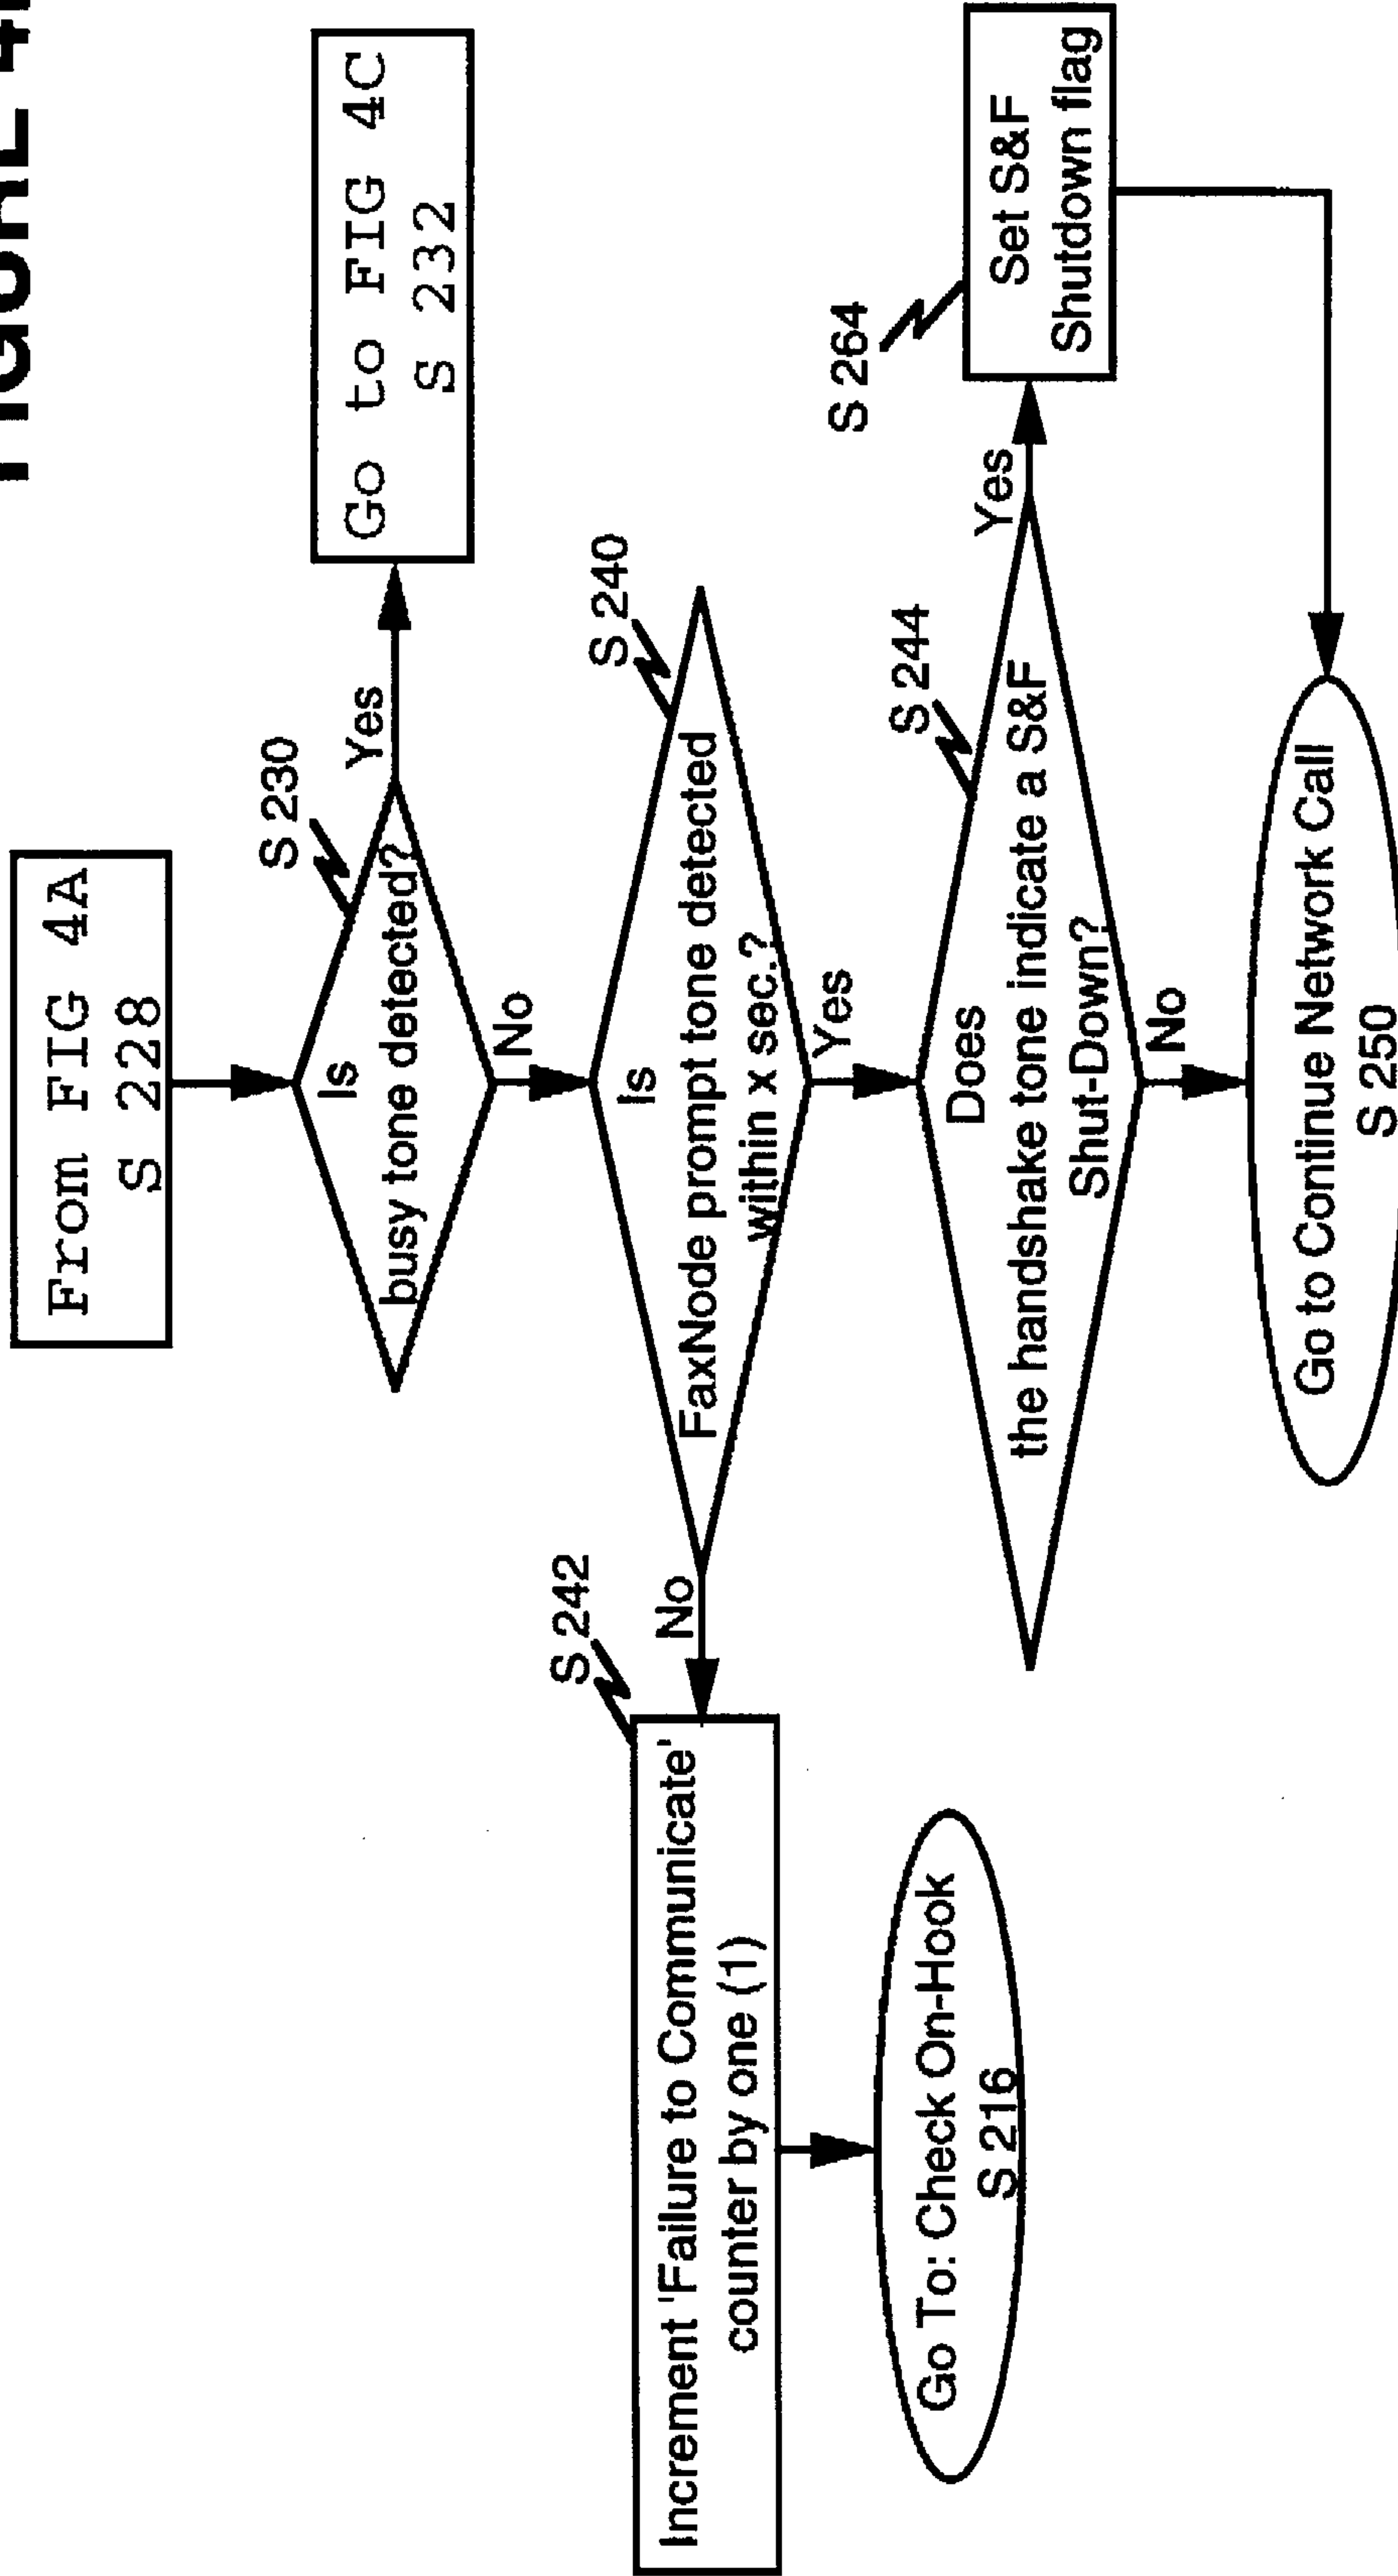 From FIG 4A
S 228
S 230
Is
busy tone detected?
Yes
Go to FIG 4C
S 232
No
S 240
Is
FaxNode prompt tone detected
within x sec.?
No
S 242
Increment 'Failure to Communicate'
counter by one (1)
Go To: Check On-Hook
S 216
Yes
S 244
Does
the handshake tone indicate a S&F
Shut-Down?
Yes
S 264
Set S&F
Shutdown flag
No
Go to Continue Network Call
S 250